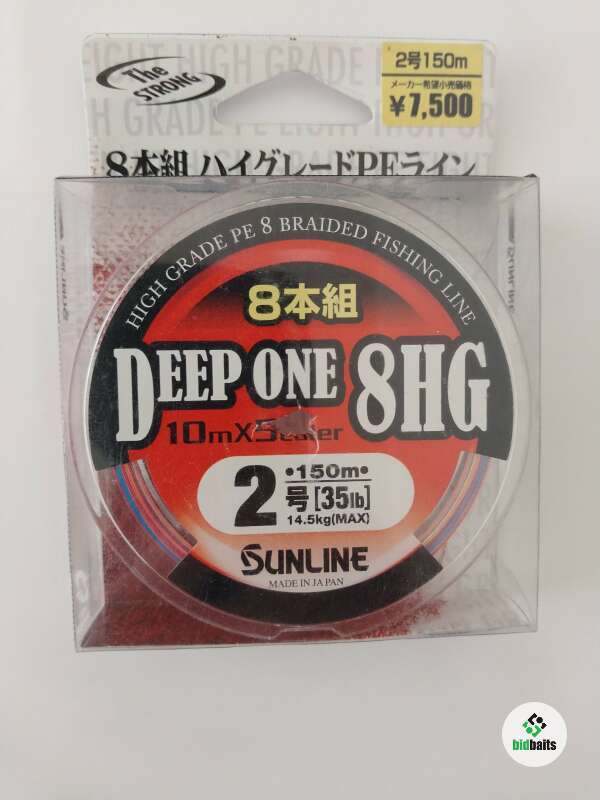 The
STRONG
2号150m
メーカー希望小売価格
¥7,500
8本組 ハイグレードPEライン
HIGH GRADE PE 8 BRAIDED FISHING LINE
8本組
DEEP ONE 8HG
10m×5color
2号 •150m•
[35lb]
14.5kg(MAX)
SUNLINE
MADE IN JAPAN
SUNLINE
bidbaits